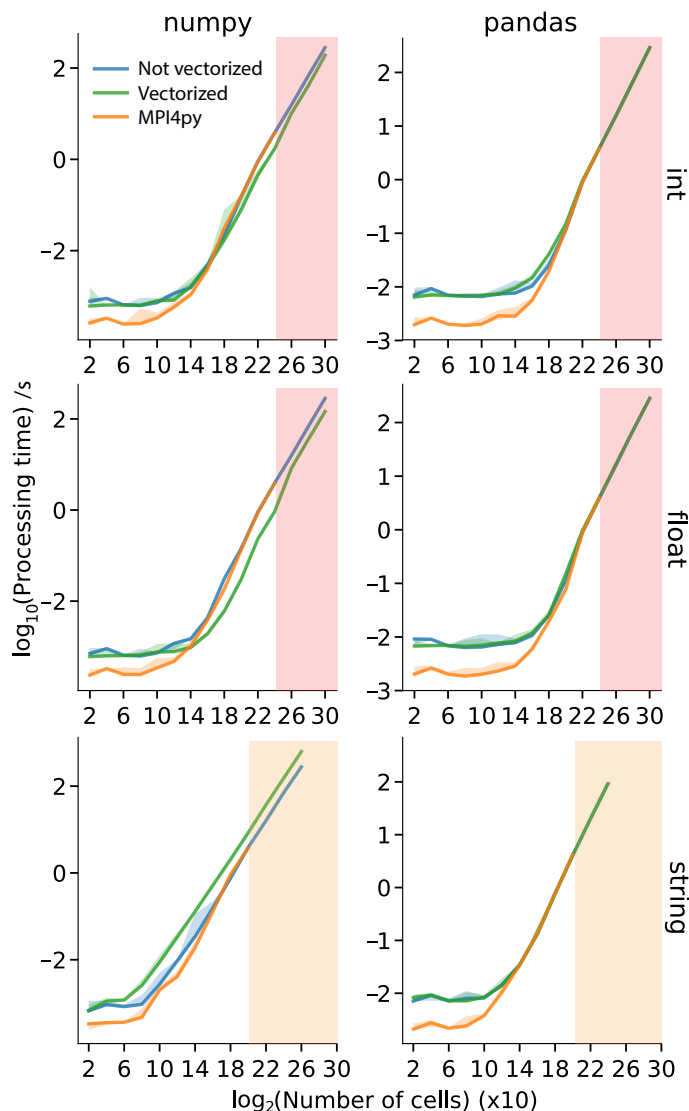 numpy pandas
Not vectorized
Vectorized
MPI4py
2
0
−2
2 6 10 14 18 22 26 30
2
1
0
−1
−2
−3
2 6 10 14 18 22 26 30
int
2
0
−2
2 6 10 14 18 22 26 30
2
1
0
−1
−2
−3
2 6 10 14 18 22 26 30
float
log10(Processing time) /s
2
0
−2
2 6 10 14 18 22 26 30
2
1
0
−1
−2
2 6 10 14 18 22 26 30
string
log2(Number of cells) (x10)